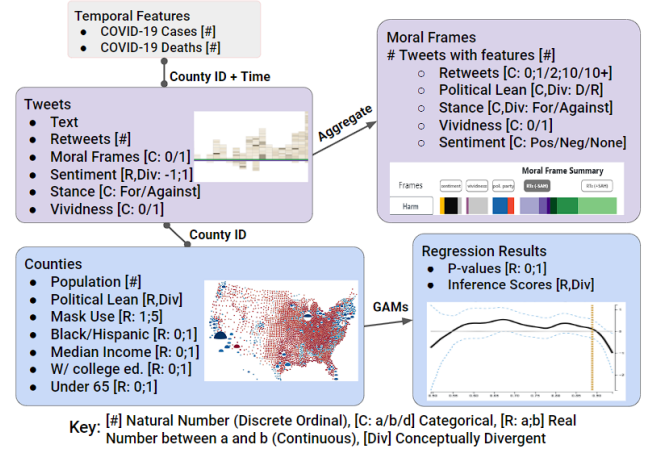 Temporal Features
● COVID-19 Cases [#]
● COVID-19 Deaths [#]
County ID + Time
Tweets
● Text
● Retweets [#]
● Moral Frames [C: 0/1]
● Sentiment [R,Div: -1;1]
● Stance [C: For/Against]
● Vividness [C: 0/1]
Aggregate
Moral Frames
# Tweets with features [#]
○ Retweets [C: 0;1/2;10/10+]
○ Political Lean [C,Div: D/R]
○ Stance [C,Div: For/Against]
○ Vividness [C: 0/1]
○ Sentiment [C: Pos/Neg/None]
Moral Frame Summary
Frames
sentiment
vividness
pol. party
Harm
County ID
Counties
● Population [#]
● Political Lean [R,Div]
● Mask Use [R: 1;5]
● Black/Hispanic [R: 0;1]
● Median Income [R: 0;1]
● W/ college ed. [R: 0;1]
● Under 65 [R: 0;1]
GAMs
Regression Results
● P-values [R: 0;1]
● Inference Scores [R,Div]
Key: [#] Natural Number (Discrete Ordinal), [C: a/b/d] Categorical, [R: a;b] Real
Number between a and b (Continuous), [Div] Conceptually Divergent